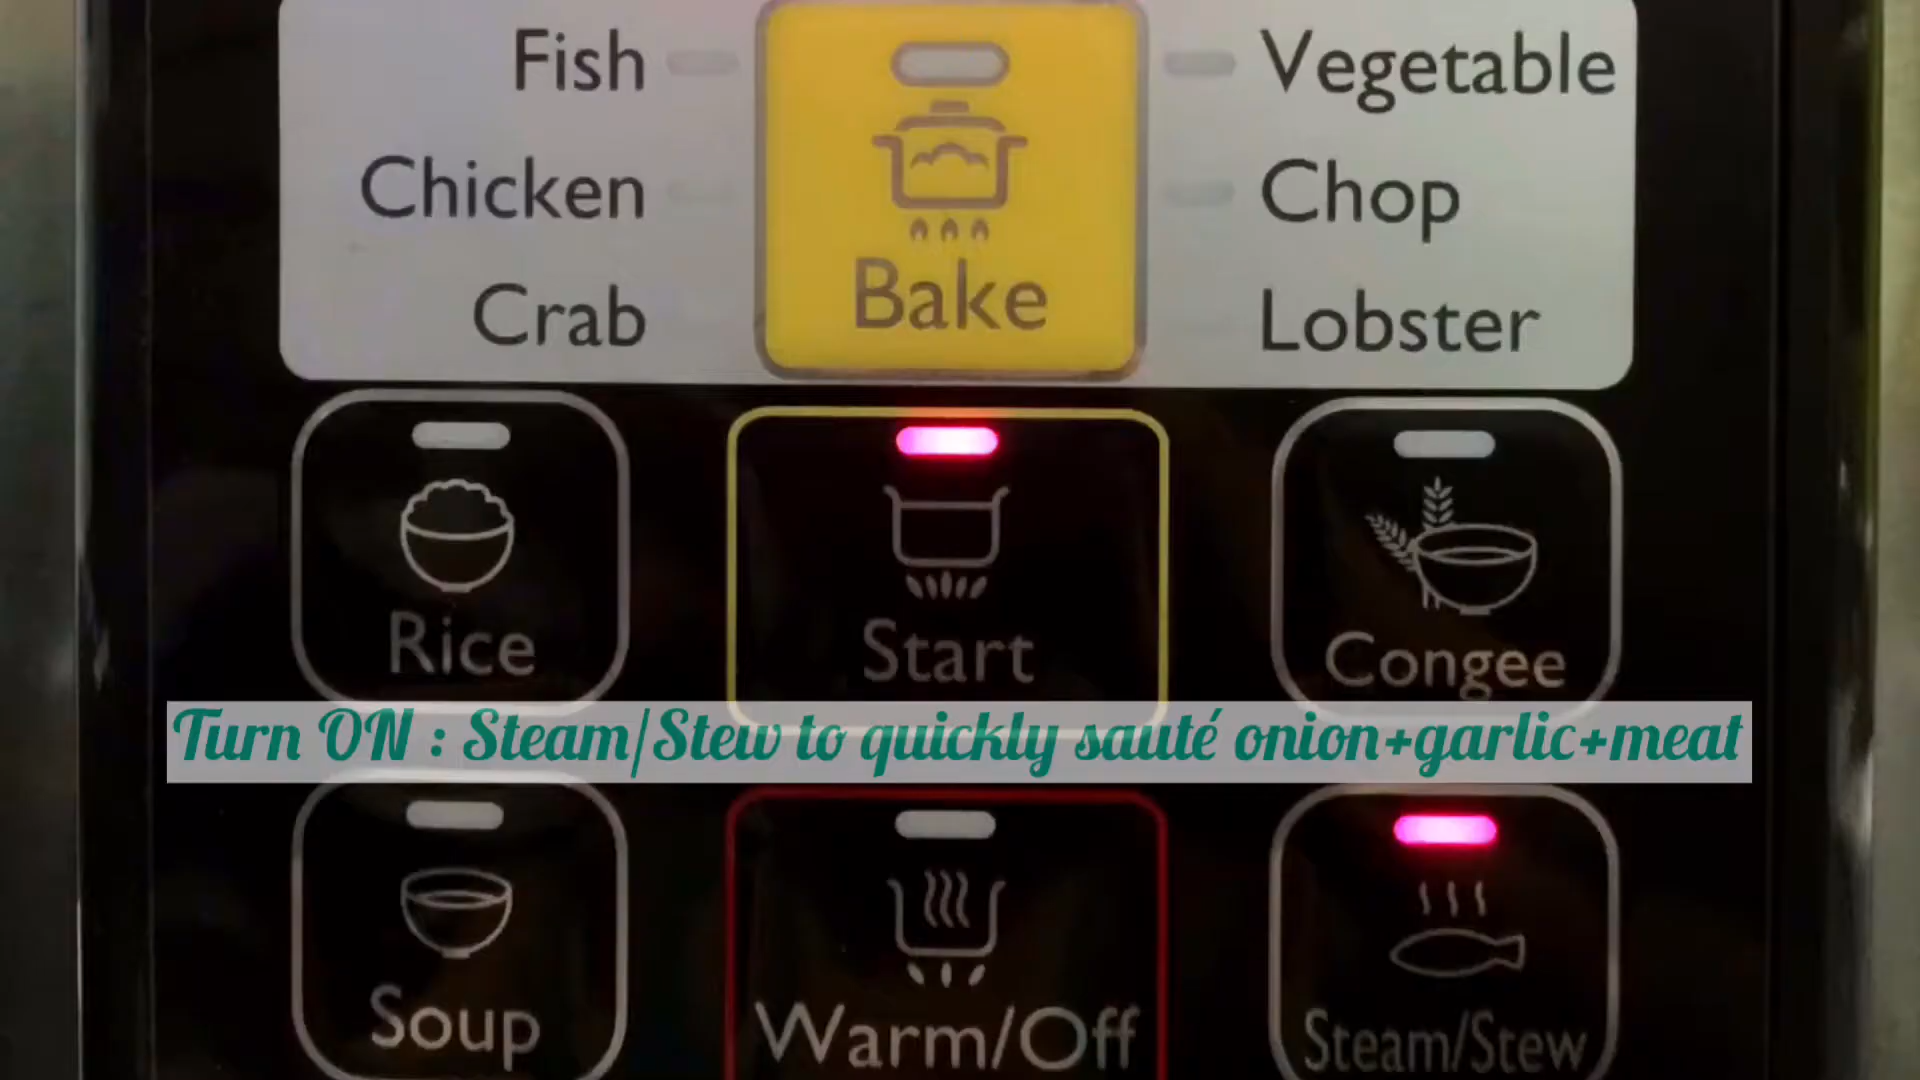 Fish
Vegetable
Chicken
Chop
Crab
Bake
Lobster
Rice
Start
Congee
Turn ON : Steam/Stew to quickly sauté onion+garlic+meat
Soup
Warm/Off
Steam/Stew